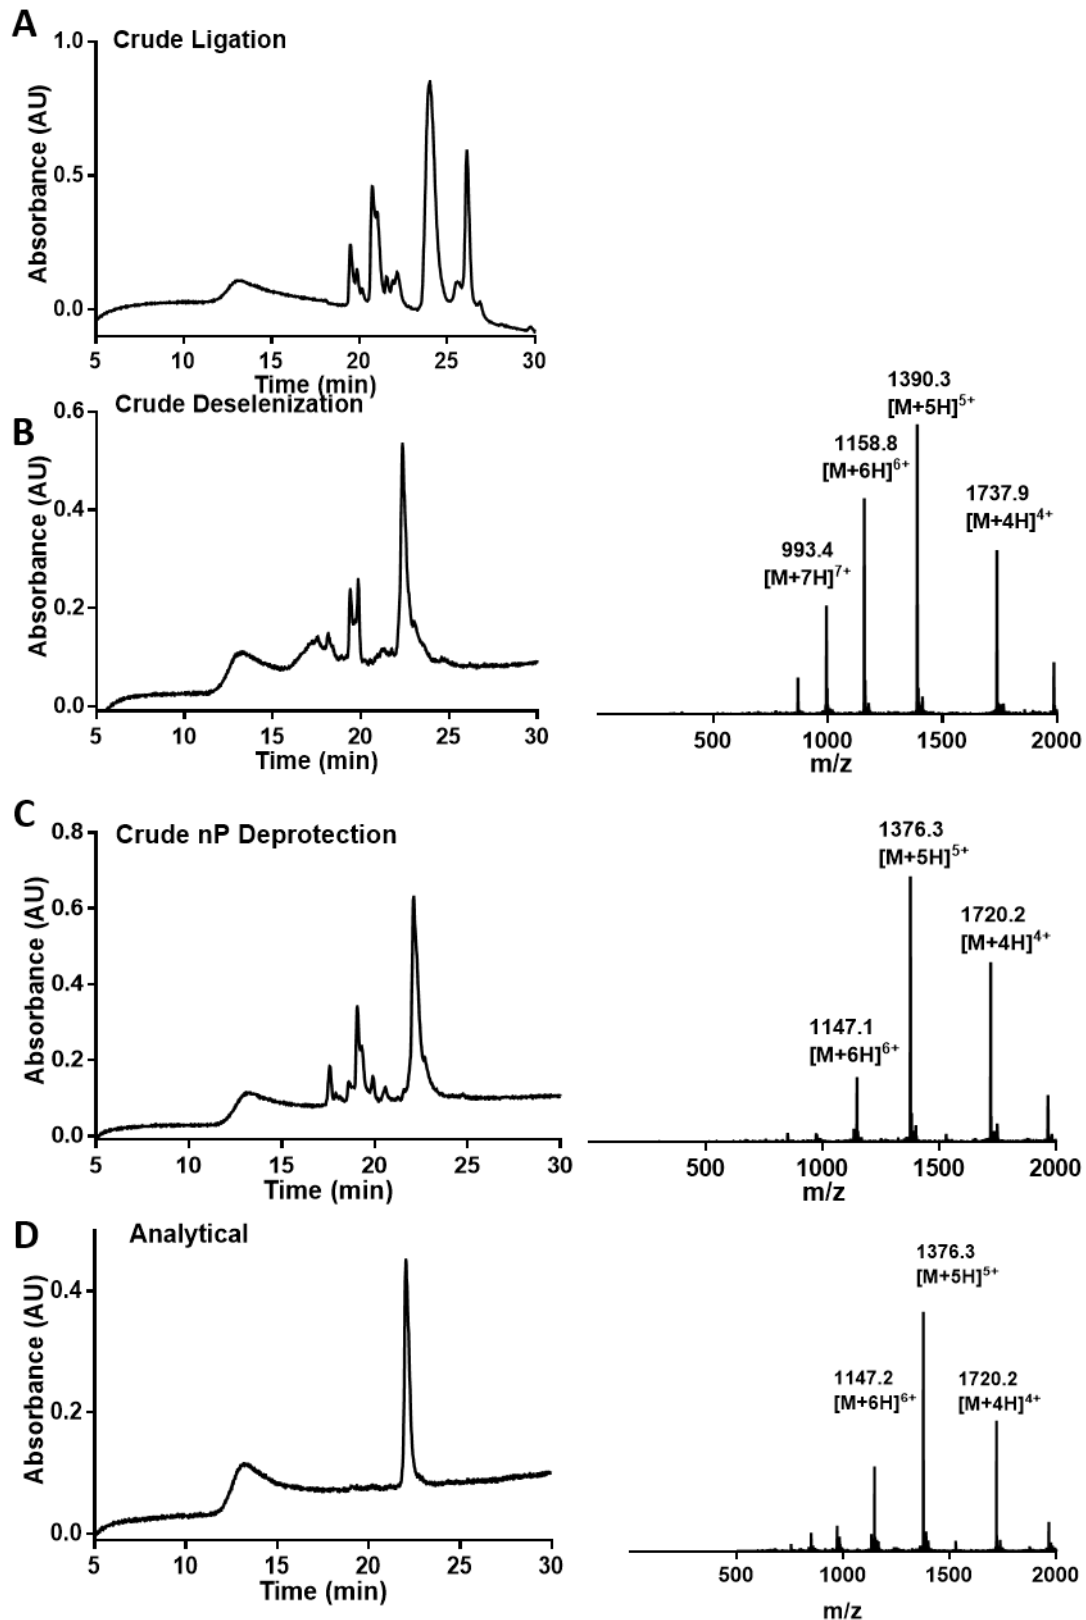 A
Crude Ligation
Absorbance (AU)
1.0
0.5
0.0
5 10 15 20 25 30
Time (min)
B
Crude Deselenization
Absorbance (AU)
0.6
0.4
0.2
0.0
5 10 15 20 25 30
Time (min)
1390.3
[M+5H]5+
1158.8
[M+6H]6+
1737.9
[M+4H]4+
993.4
[M+7H]7+
500 1000 1500 2000
m/z
C
Crude nP Deprotection
Absorbance (AU)
0.8
0.6
0.4
0.2
0.0
5 10 15 20 25 30
Time (min)
1376.3
[M+5H]5+
1720.2
[M+4H]4+
1147.1
[M+6H]6+
500 1000 1500 2000
m/z
D
Analytical
Absorbance (AU)
0.4
0.2
0.0
5 10 15 20 25 30
Time (min)
1376.3
[M+5H]5+
1147.2
[M+6H]6+
1720.2
[M+4H]4+
500 1000 1500 2000
m/z